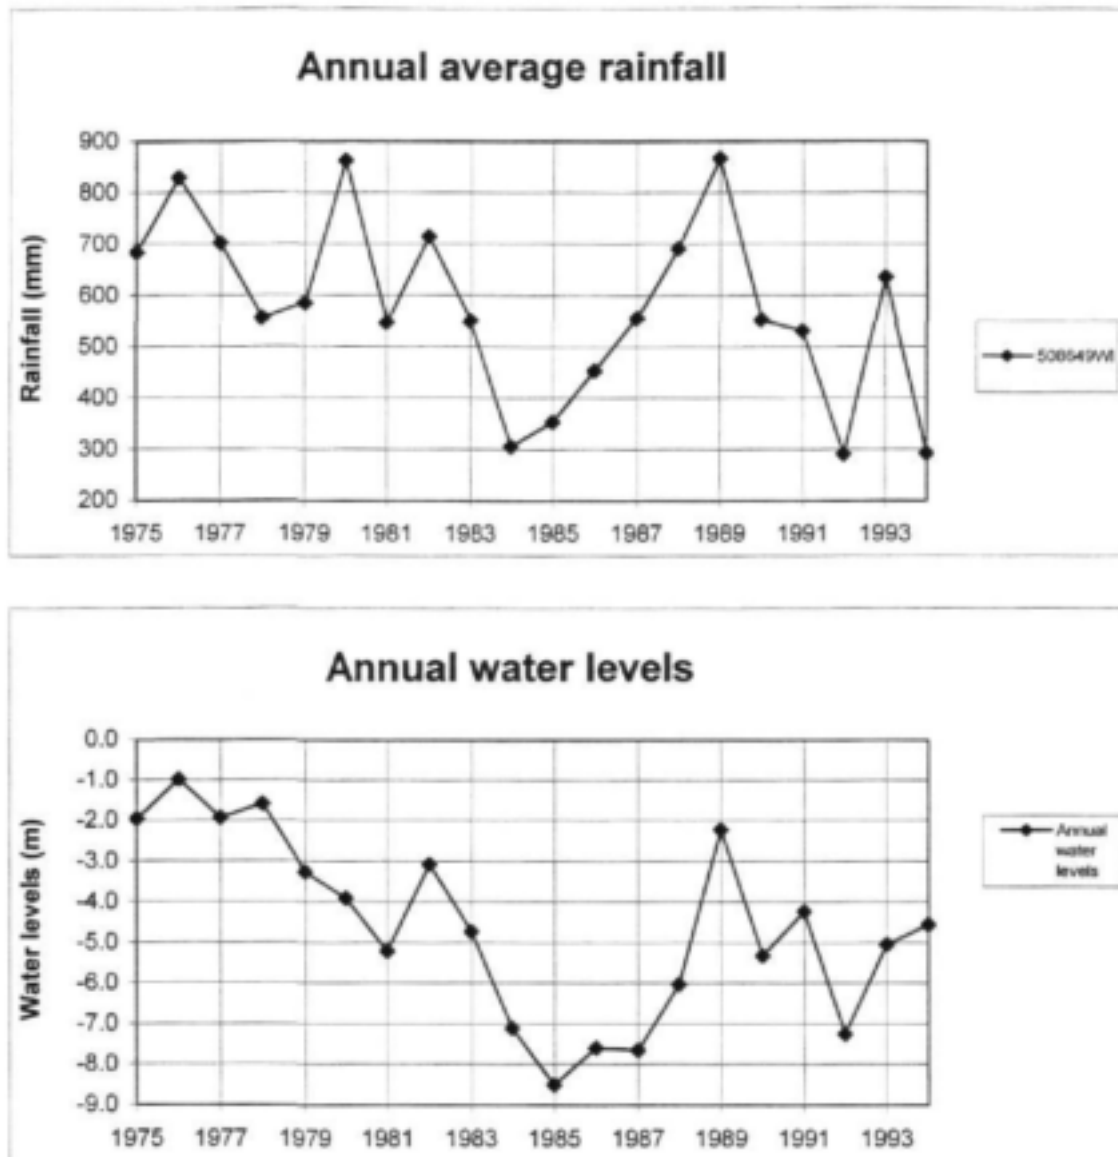 Annual average rainfall
900
800
700
600
500
400
300
200
Rainfall (mm)
1975 1977 1979 1981 1983 1985 1987 1989 1991 1993
508649WI
Annual water levels
0.0
-1.0
-2.0
-3.0
-4.0
-5.0
-6.0
-7.0
-8.0
-9.0
Water levels (m)
1975 1977 1979 1981 1983 1985 1987 1989 1991 1993
Annual
water
levels